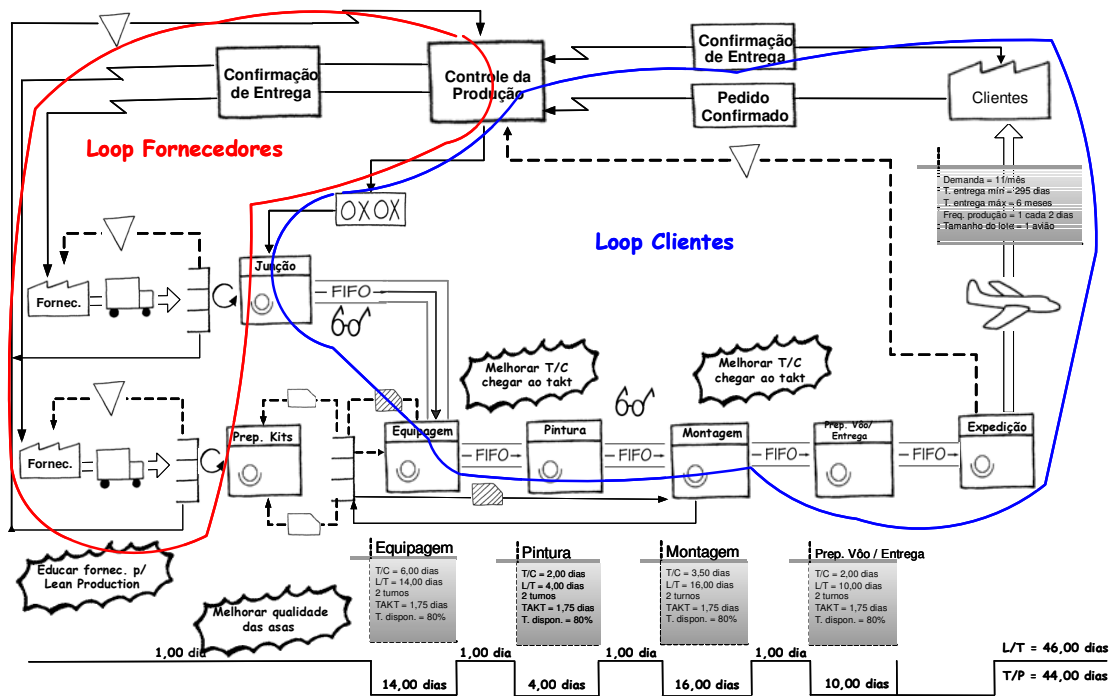 Confirmação
de Entrega
Controle da
Produção
Confirmação
de Entrega
Pedido
Confirmado
Clientes
Loop Fornecedores
OXOX
Loop Clientes
Demanda = 11/mês
T. entrega mín = 295 dias
T. entrega máx = 6 meses
Freq. produção = 1 cada 2 dias
Tamanho do lote = 1 avião
Fornec.
Junção
FIFO
Melhorar T/C
chegar ao takt
Melhorar T/C
chegar ao takt
Fornec.
Prep. Kits
Equipagem
FIFO
Pintura
FIFO
Montagem
FIFO
Prep. Vôo/
Entrega
FIFO
Expedição
Educar fornec. p/
Lean Production
Melhorar qualidade
das asas
Equipagem
T/C = 6,00 dias
L/T = 14,00 dias
2 turnos
TAKT = 1,75 dias
T. dispon. = 80%
Pintura
T/C = 2,00 dias
L/T = 4,00 dias
2 turnos
TAKT = 1,75 dias
T. dispon. = 80%
Montagem
T/C = 3,50 dias
L/T = 16,00 dias
2 turnos
TAKT = 1,75 dias
T. dispon. = 80%
Prep. Vôo / Entrega
T/C = 2,00 dias
L/T = 10,00 dias
2 turnos
TAKT = 1,75 dias
T. dispon. = 80%
1,00 dia
14,00 dias
1,00 dia
4,00 dias
1,00 dia
16,00 dias
1,00 dia
10,00 dias
L/T = 46,00 dias
T/P = 44,00 dias